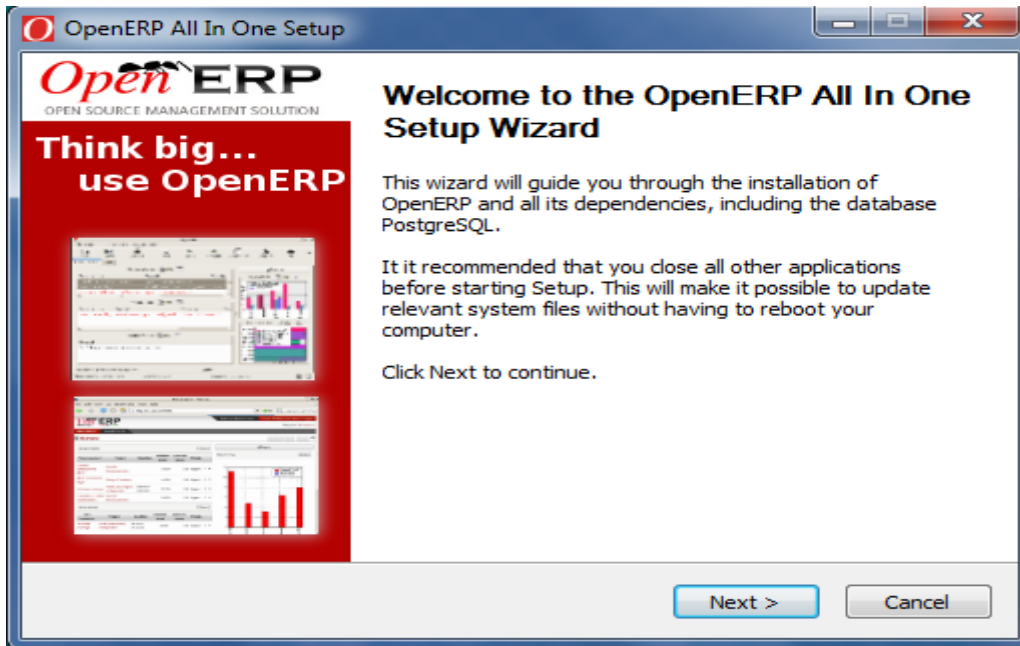 OpenERP All In One Setup
Open ERP
OPEN SOURCE MANAGEMENT SOLUTION
Think big...
use OpenERP
Welcome to the OpenERP All In One
Setup Wizard
This wizard will guide you through the installation of
OpenERP and all its dependencies, including the database
PostgreSQL.
It it recommended that you close all other applications
before starting Setup. This will make it possible to update
relevant system files without having to reboot your
computer.
Click Next to continue.
Next >
Cancel